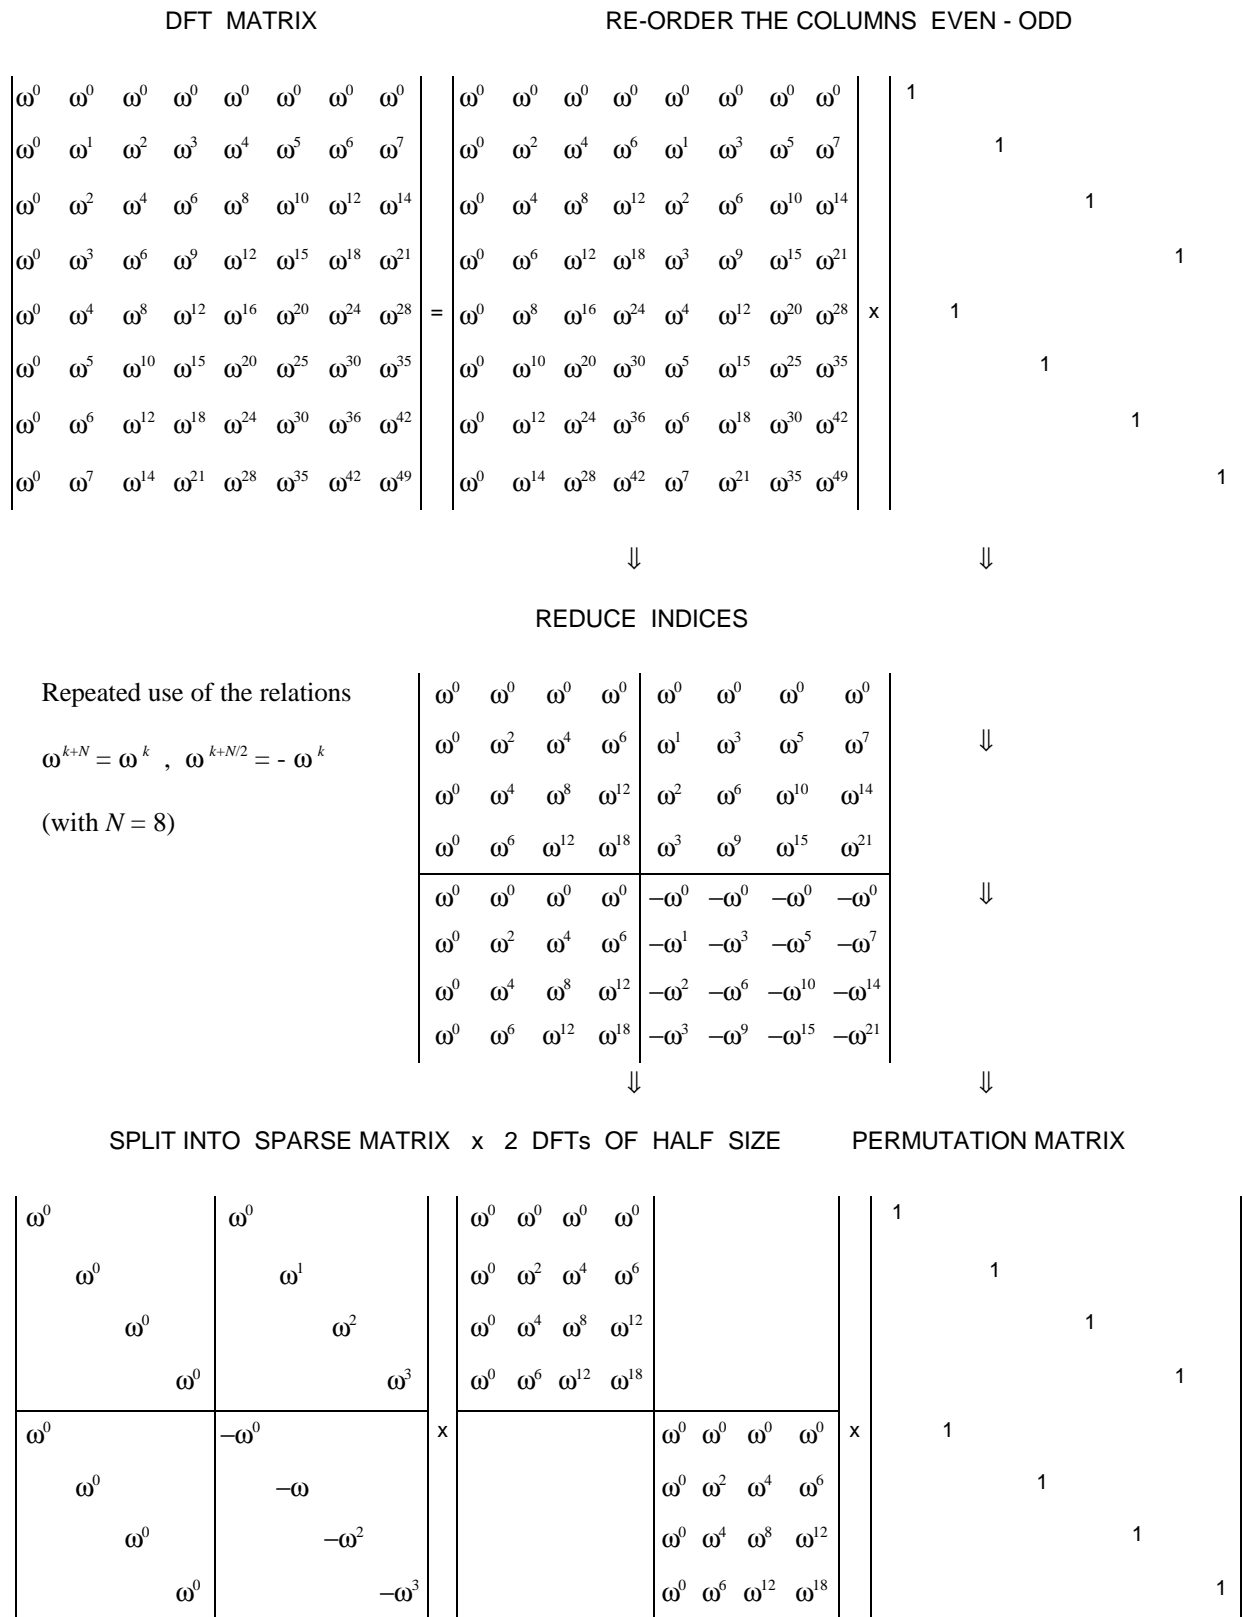 DFT MATRIX RE-ORDER THE COLUMNS EVEN - ODD
ω⁰ ω⁰ ω⁰ ω⁰ ω⁰ ω⁰ ω⁰ ω⁰ ω⁰ ω⁰ ω⁰ ω⁰ ω⁰ ω⁰ ω⁰ ω⁰ 1
ω⁰ ω¹ ω² ω³ ω⁴ ω⁵ ω⁶ ω⁷ ω⁰ ω² ω⁴ ω⁶ ω¹ ω³ ω⁵ ω⁷ 1
ω⁰ ω² ω⁴ ω⁶ ω⁸ ω¹⁰ ω¹² ω¹⁴ ω⁰ ω⁴ ω⁸ ω¹² ω² ω⁶ ω¹⁰ ω¹⁴ 1
ω⁰ ω³ ω⁶ ω⁹ ω¹² ω¹⁵ ω¹⁸ ω²¹ ω⁰ ω⁶ ω¹² ω¹⁸ ω³ ω⁹ ω¹⁵ ω²¹ 1
ω⁰ ω⁴ ω⁸ ω¹² ω¹⁶ ω²⁰ ω²⁴ ω²⁸ = ω⁰ ω⁸ ω¹⁶ ω²⁴ ω⁴ ω¹² ω²⁰ ω²⁸ x 1
ω⁰ ω⁵ ω¹⁰ ω¹⁵ ω²⁰ ω²⁵ ω³⁰ ω³⁵ ω⁰ ω¹⁰ ω²⁰ ω³⁰ ω⁵ ω¹⁵ ω²⁵ ω³⁵ 1
ω⁰ ω⁶ ω¹² ω¹⁸ ω²⁴ ω³⁰ ω³⁶ ω⁴² ω⁰ ω¹² ω²⁴ ω³⁶ ω⁶ ω¹⁸ ω³⁰ ω⁴² 1
ω⁰ ω⁷ ω¹⁴ ω²¹ ω²⁸ ω³⁵ ω⁴² ω⁴⁹ ω⁰ ω¹⁴ ω²⁸ ω⁴² ω⁷ ω²¹ ω³⁵ ω⁴⁹ 1
⇓ ⇓
REDUCE INDICES
Repeated use of the relations
ω^{k+N} = ω^k , ω^{k+N/2} = - ω^k
(with N = 8)
ω⁰ ω⁰ ω⁰ ω⁰ ω⁰ ω⁰ ω⁰ ω⁰
ω⁰ ω² ω⁴ ω⁶ ω¹ ω³ ω⁵ ω⁷ ⇓
ω⁰ ω⁴ ω⁸ ω¹² ω² ω⁶ ω¹⁰ ω¹⁴
ω⁰ ω⁶ ω¹² ω¹⁸ ω³ ω⁹ ω¹⁵ ω²¹
ω⁰ ω⁰ ω⁰ ω⁰ −ω⁰ −ω⁰ −ω⁰ −ω⁰ ⇓
ω⁰ ω² ω⁴ ω⁶ −ω¹ −ω³ −ω⁵ −ω⁷
ω⁰ ω⁴ ω⁸ ω¹² −ω² −ω⁶ −ω¹⁰ −ω¹⁴
ω⁰ ω⁶ ω¹² ω¹⁸ −ω³ −ω⁹ −ω¹⁵ −ω²¹
⇓ ⇓
SPLIT INTO SPARSE MATRIX x 2 DFTs OF HALF SIZE PERMUTATION MATRIX
ω⁰ ω⁰ ω⁰ ω⁰ ω⁰ ω⁰ 1
ω⁰ ω¹ ω⁰ ω² ω⁴ ω⁶ 1
ω⁰ ω² ω⁰ ω⁴ ω⁸ ω¹² 1
ω⁰ ω³ ω⁰ ω⁶ ω¹² ω¹⁸ 1
ω⁰ −ω⁰ x ω⁰ ω⁰ ω⁰ ω⁰ x 1
ω⁰ −ω ω⁰ ω² ω⁴ ω⁶ 1
ω⁰ −ω² ω⁰ ω⁴ ω⁸ ω¹² 1
ω⁰ −ω³ ω⁰ ω⁶ ω¹² ω¹⁸ 1